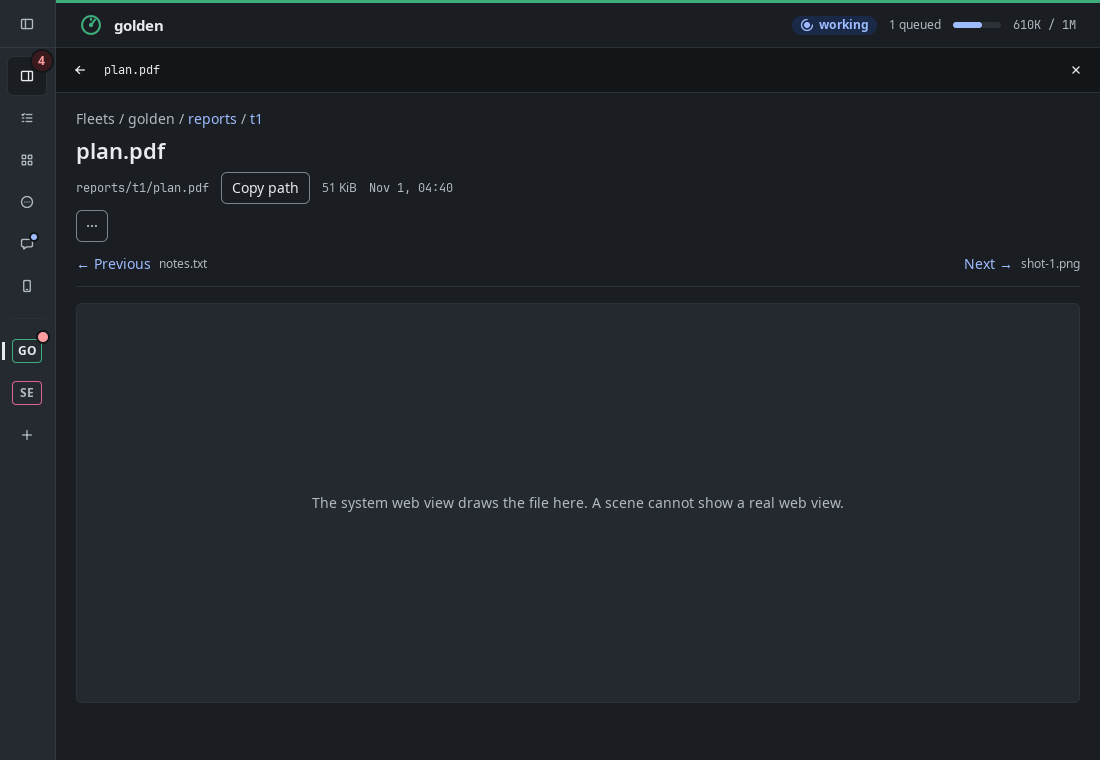 golden
working
1 queued
610K / 1M
4
plan.pdf
Fleets / golden / reports / t1
plan.pdf
reports/t1/plan.pdf
Copy path
51 KiB
Nov 1, 04:40
← Previous notes.txt
Next → shot-1.png
GO
SE
The system web view draws the file here. A scene cannot show a real web view.